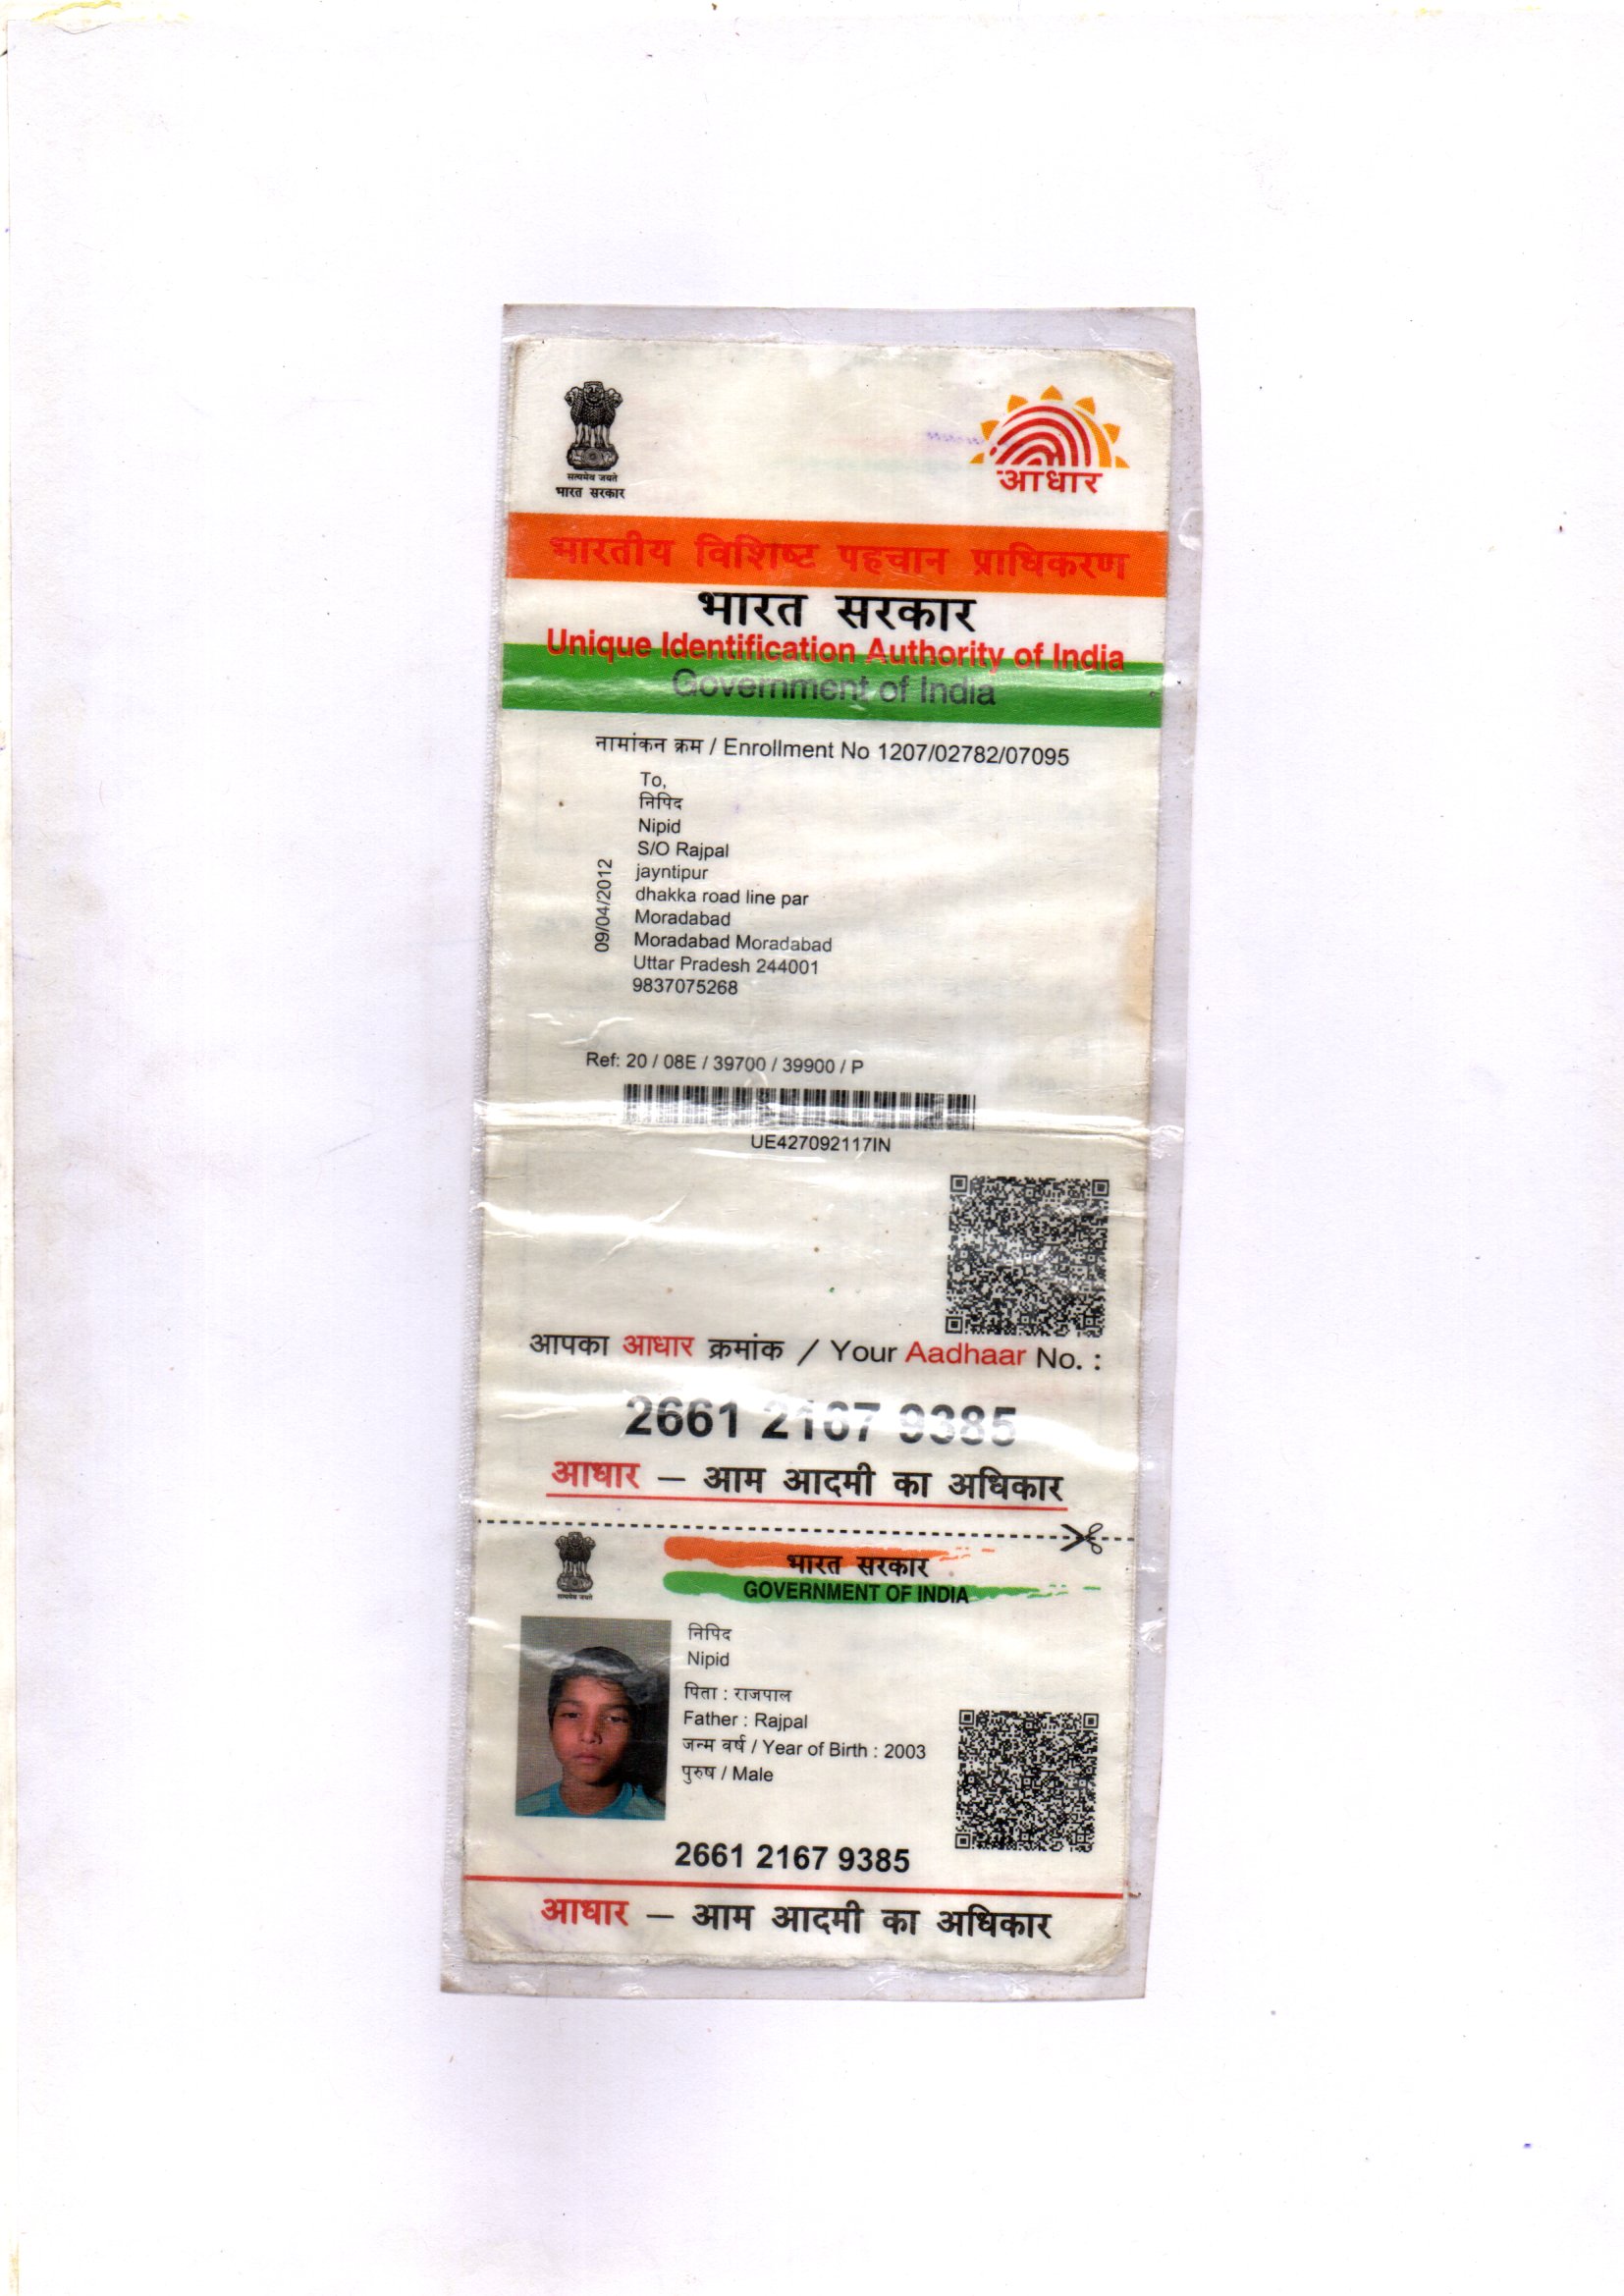 सत्यमेव जयते
भारत सरकार
आधार
भारतीय विशिष्ट पहचान प्राधिकरण
भारत सरकार
Unique Identification Authority of India
Government of India
नामांकन क्रम / Enrollment No 1207/02782/07095
To,
निपिद
Nipid
S/O Rajpal
jayntipur
dhakka road line par
Moradabad
Moradabad Moradabad
Uttar Pradesh 244001
9837075268
09/04/2012
Ref: 20 / 08E / 39700 / 39900 / P
UE427092117IN
आपका आधार क्रमांक / Your Aadhaar No. :
2661 2167 9385
आधार – आम आदमी का अधिकार
सत्यमेव जयते
भारत सरकार
GOVERNMENT OF INDIA
निपिद
Nipid
पिता : राजपाल
Father : Rajpal
जन्म वर्ष / Year of Birth : 2003
पुरुष / Male
2661 2167 9385
आधार – आम आदमी का अधिकार